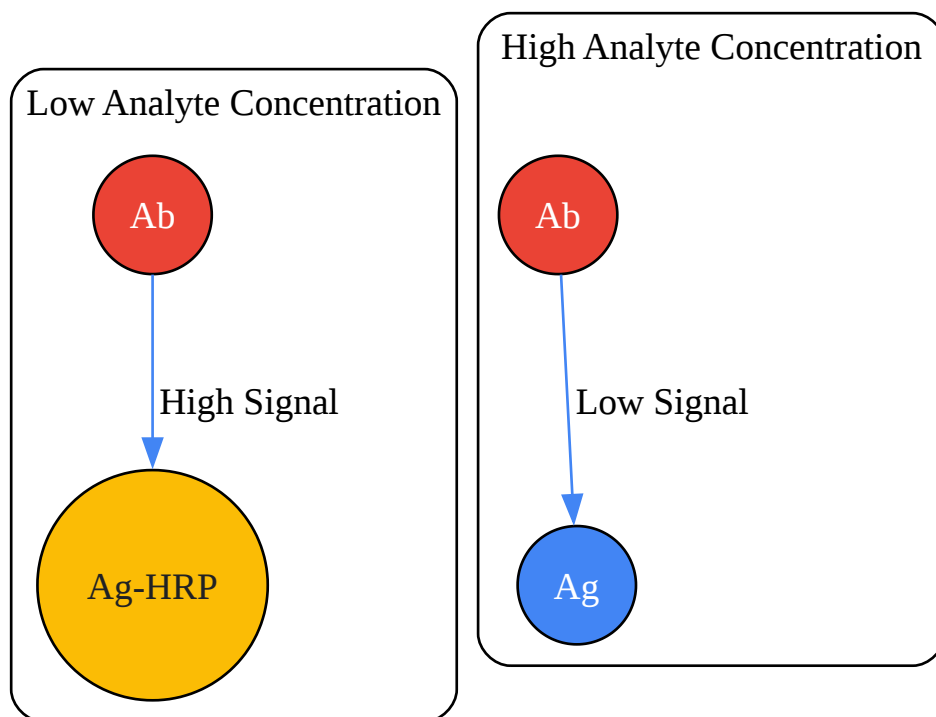 Low Analyte Concentration
Ab
High Signal
Ag-HRP
High Analyte Concentration
Ab
Low Signal
Ag